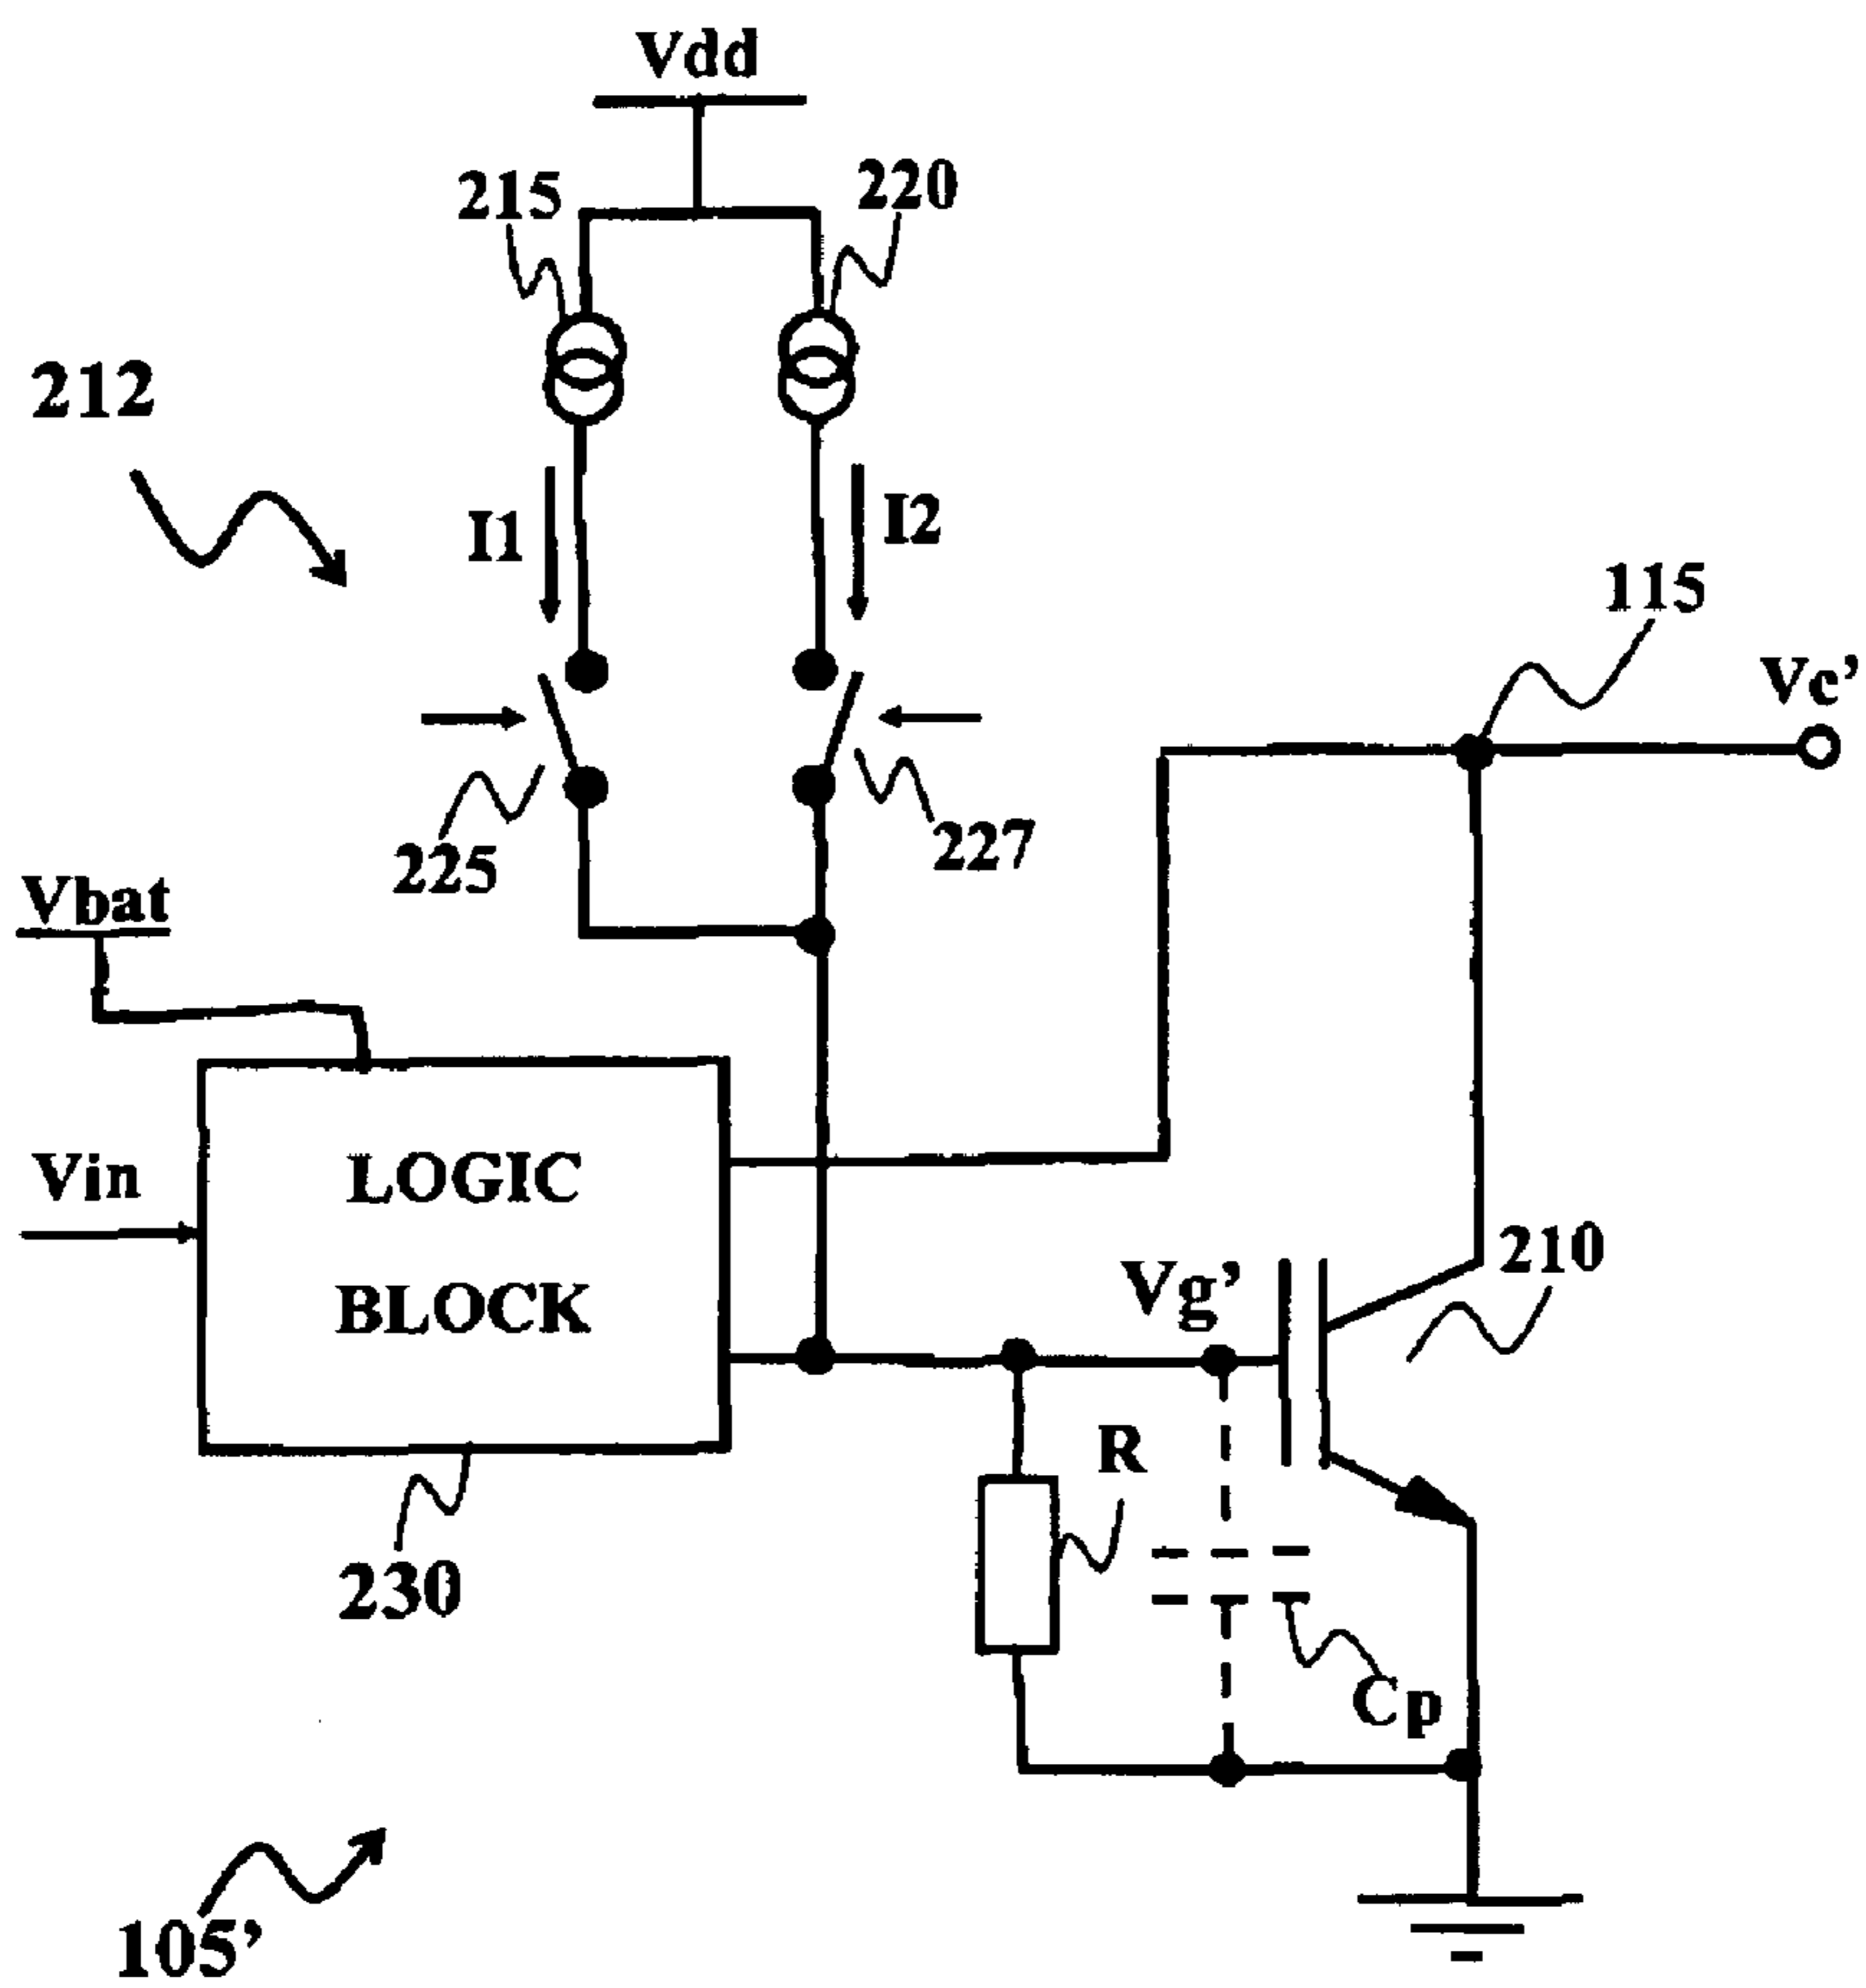 Vdd
215
220
212
I1
I2
115
Vc’
225
227
Vbat
Vin
LOGIC
BLOCK
Vg’
210
R
230
Cp
105’